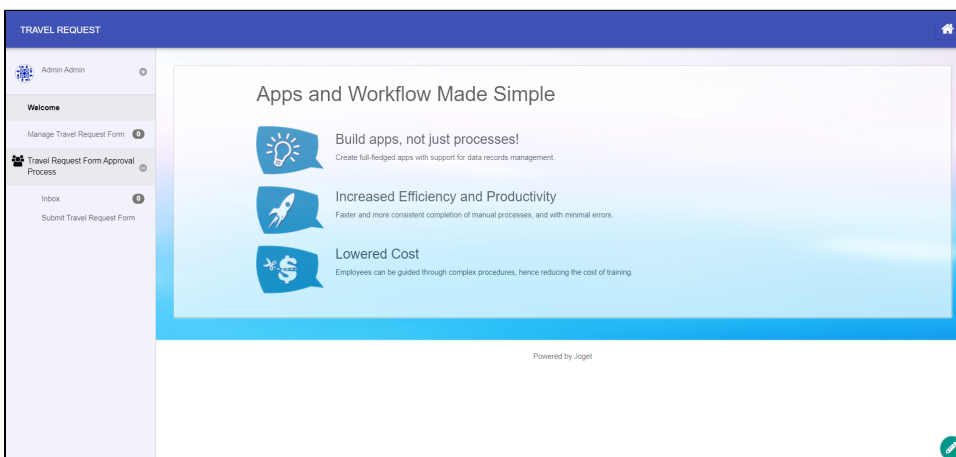 TRAVEL REQUEST
Admin Admin
Welcome
Manage Travel Request Form 0
Travel Request Form Approval
Process
Inbox 0
Submit Travel Request Form
Apps and Workflow Made Simple
Build apps, not just processes!
Create full-fledged apps with support for data records management.
Increased Efficiency and Productivity
Faster and more consistent completion of manual processes, and with minimal errors.
Lowered Cost
Employees can be guided through complex procedures, hence reducing the cost of training.
Powered by Joget